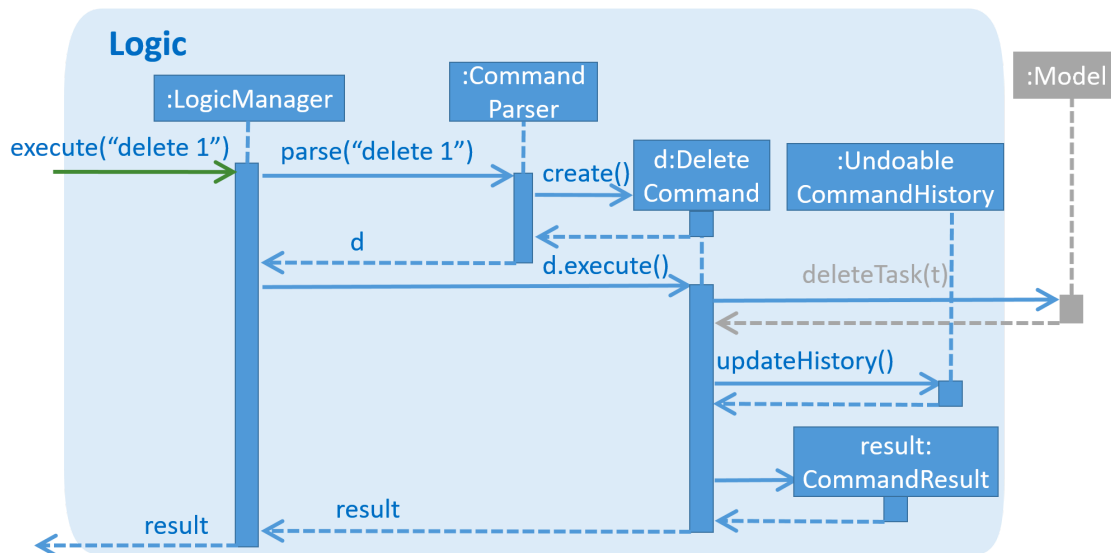 Logic
:LogicManager
:Command
Parser
:Model
execute(“delete 1”)
parse(“delete 1”)
create()
d:Delete
Command
:Undoable
CommandHistory
d
d.execute()
deleteTask(t)
updateHistory()
result:
CommandResult
result
result